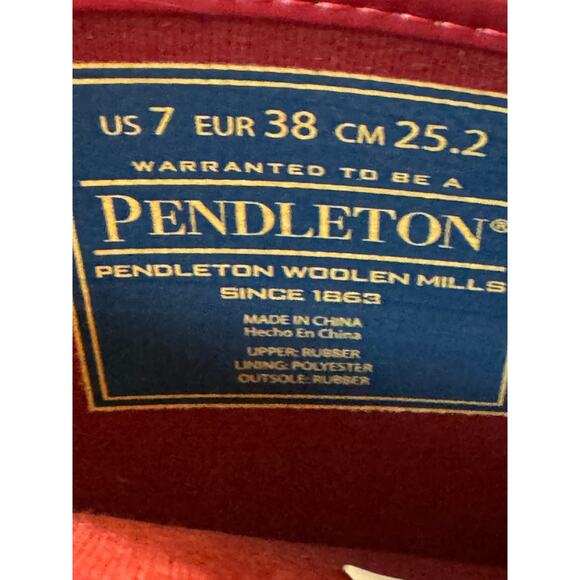 US 7 EUR 38 CM 25.2
WARRANTED TO BE A
PENDLETON®
PENDLETON WOOLEN MILLS
SINCE 1863
MADE IN CHINA
Hecho En China
UPPER: RUBBER
LINING: POLYESTER
OUTSOLE: RUBBER